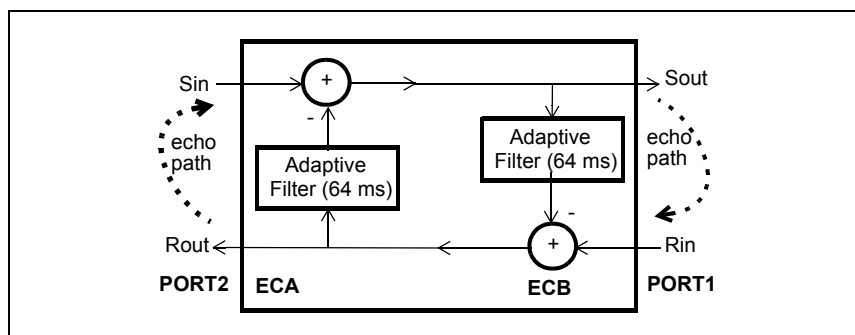 Sin
+
Sout
-
echo
path
Adaptive
Filter (64 ms)
Adaptive
Filter (64 ms)
echo
path
-
Rout
+
Rin
PORT2
ECA
ECB
PORT1